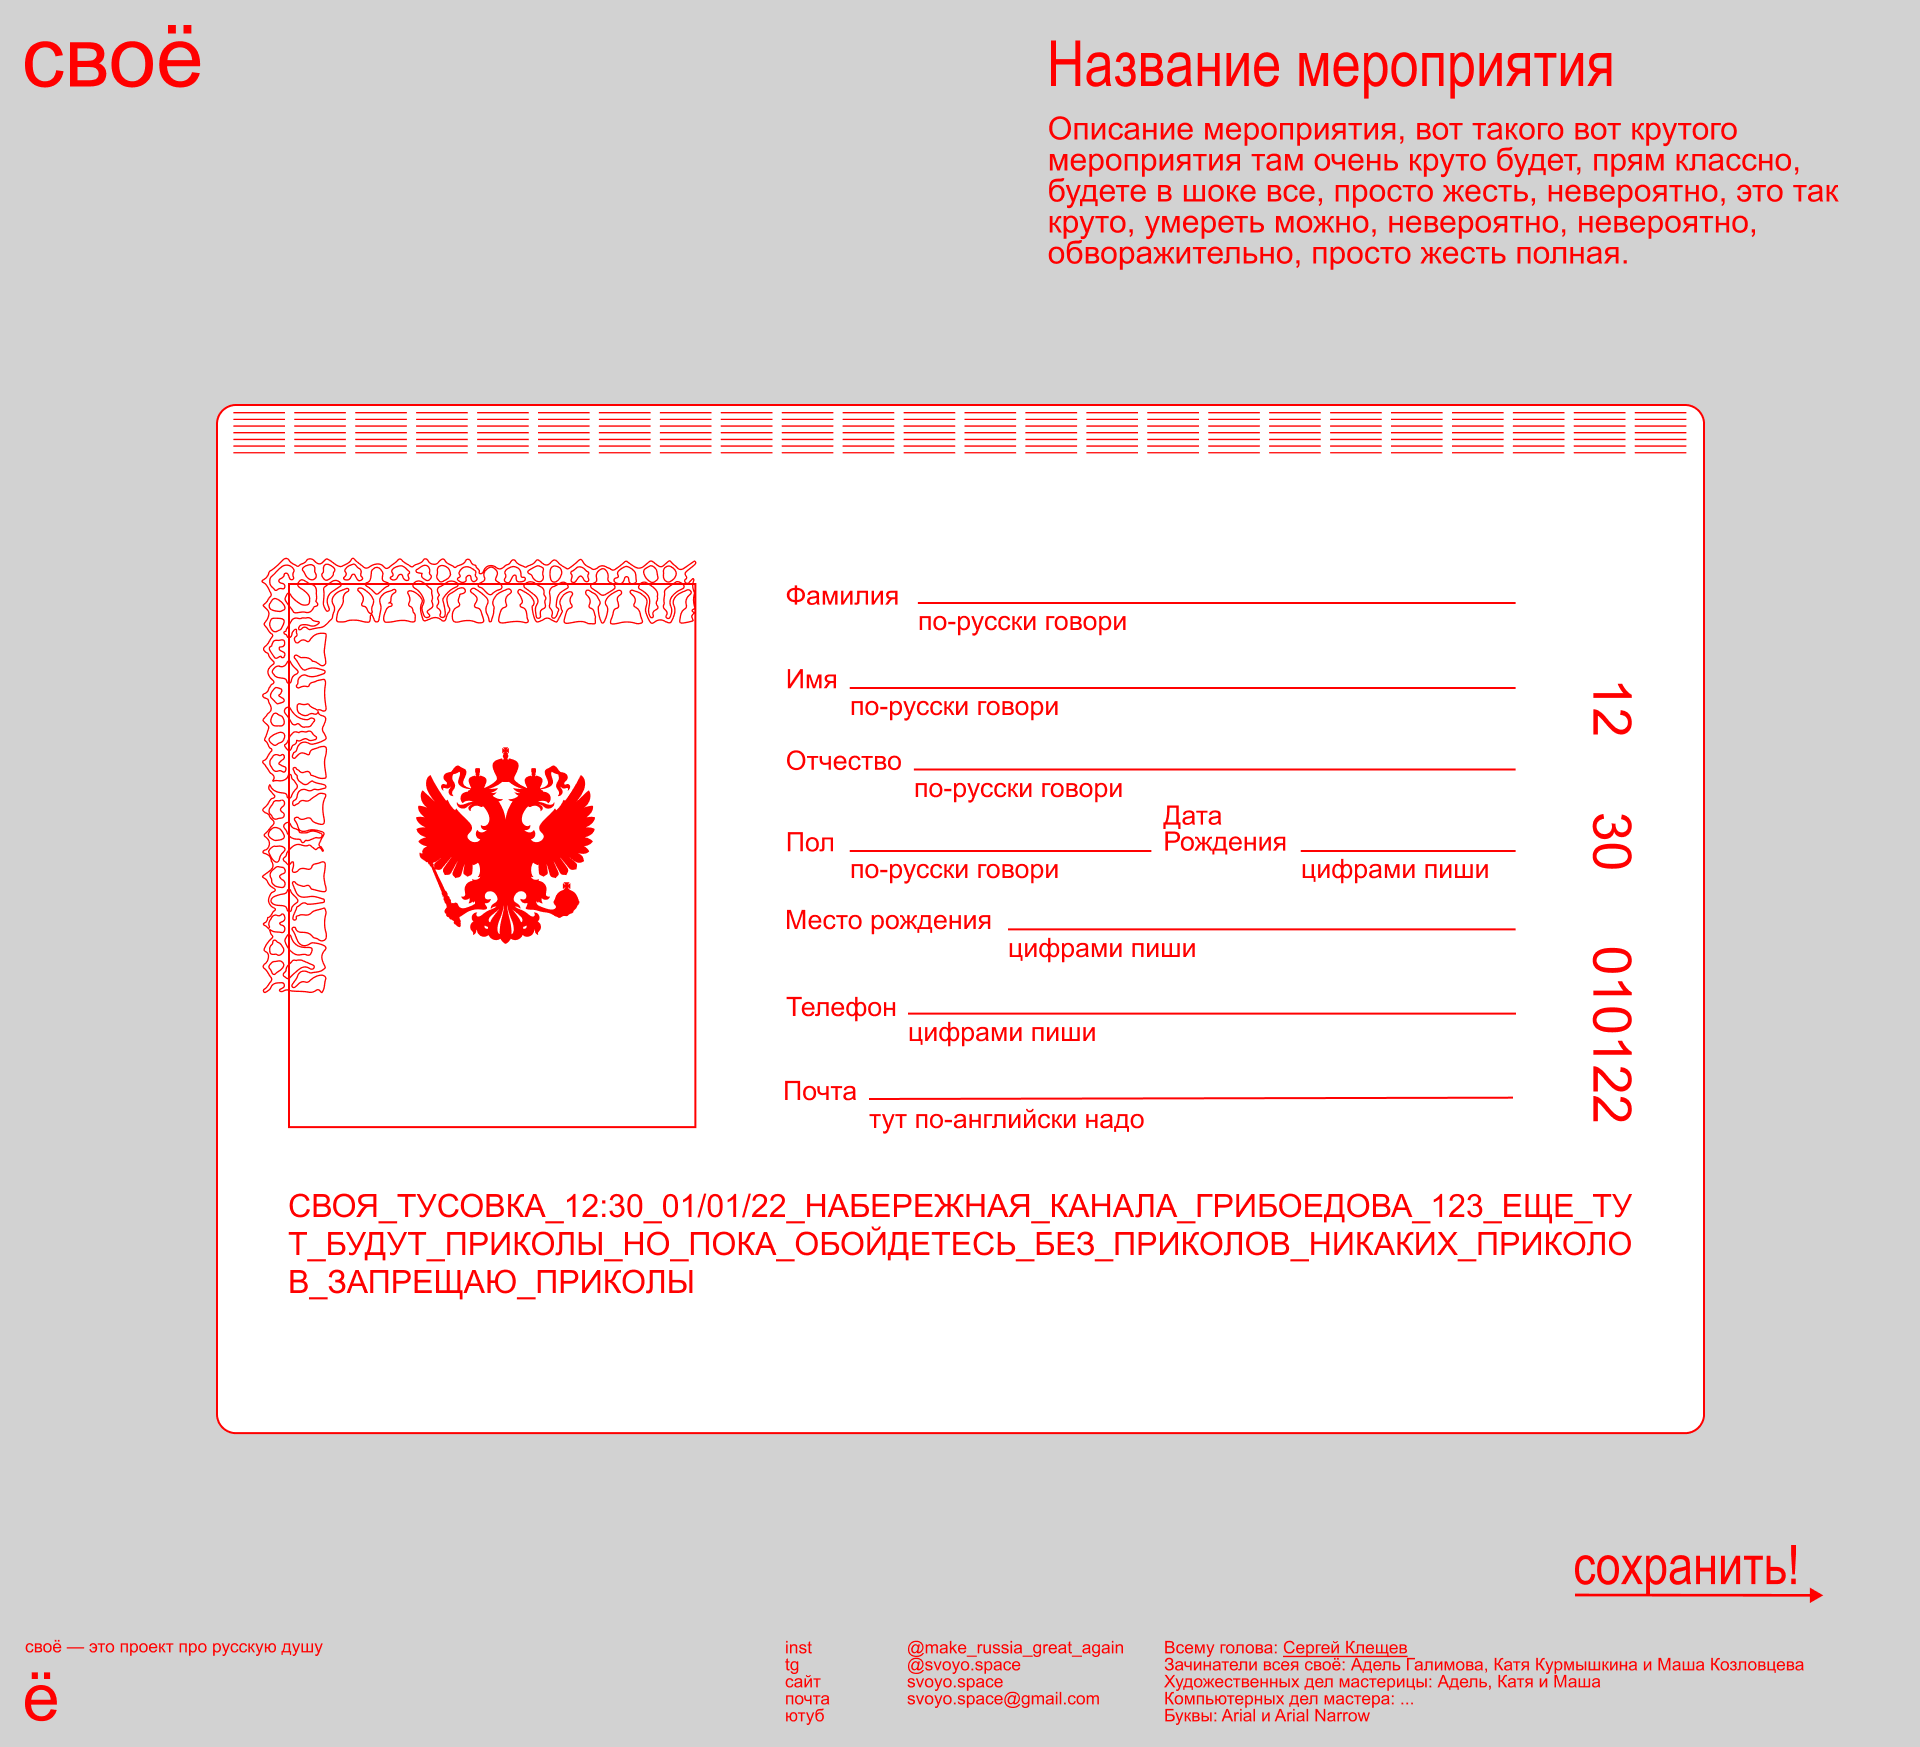 своё
Название мероприятия
Описание мероприятия, вот такого вот крутого
мероприятия там очень круто будет, прям классно,
будете в шоке все, просто жесть, невероятно, это так
круто, умереть можно, невероятно, невероятно,
обворажительно, просто жесть полная.
Фамилия
по-русски говори
Имя
по-русски говори
Отчество
по-русски говори
Пол
по-русски говори
Дата
Рождения
цифрами пиши
Место рождения
цифрами пиши
Телефон
цифрами пиши
Почта
тут по-английски надо
12 30 010122
СВОЯ_ТУСОВКА_12:30_01/01/22_НАБЕРЕЖНАЯ_КАНАЛА_ГРИБОЕДОВА_123_ЕЩЕ_ТУ
Т_БУДУТ_ПРИКОЛЫ_НО_ПОКА_ОБОЙДЕТЕСЬ_БЕЗ_ПРИКОЛОВ_НИКАКИХ_ПРИКОЛО
В_ЗАПРЕЩАЮ_ПРИКОЛЫ
сохранить!
своё — это проект про русскую душу
ё
inst @make_russia_great_again
tg @svoyo.space
сайт svoyo.space
почта svoyo.space@gmail.com
ютуб
Всему голова: Сергей Клещев
Зачинатели всея своё: Адель Галимова, Катя Курмышкина и Маша Козловцева
Художественных дел мастерицы: Адель, Катя и Маша
Компьютерных дел мастера: ...
Буквы: Arial и Arial Narrow